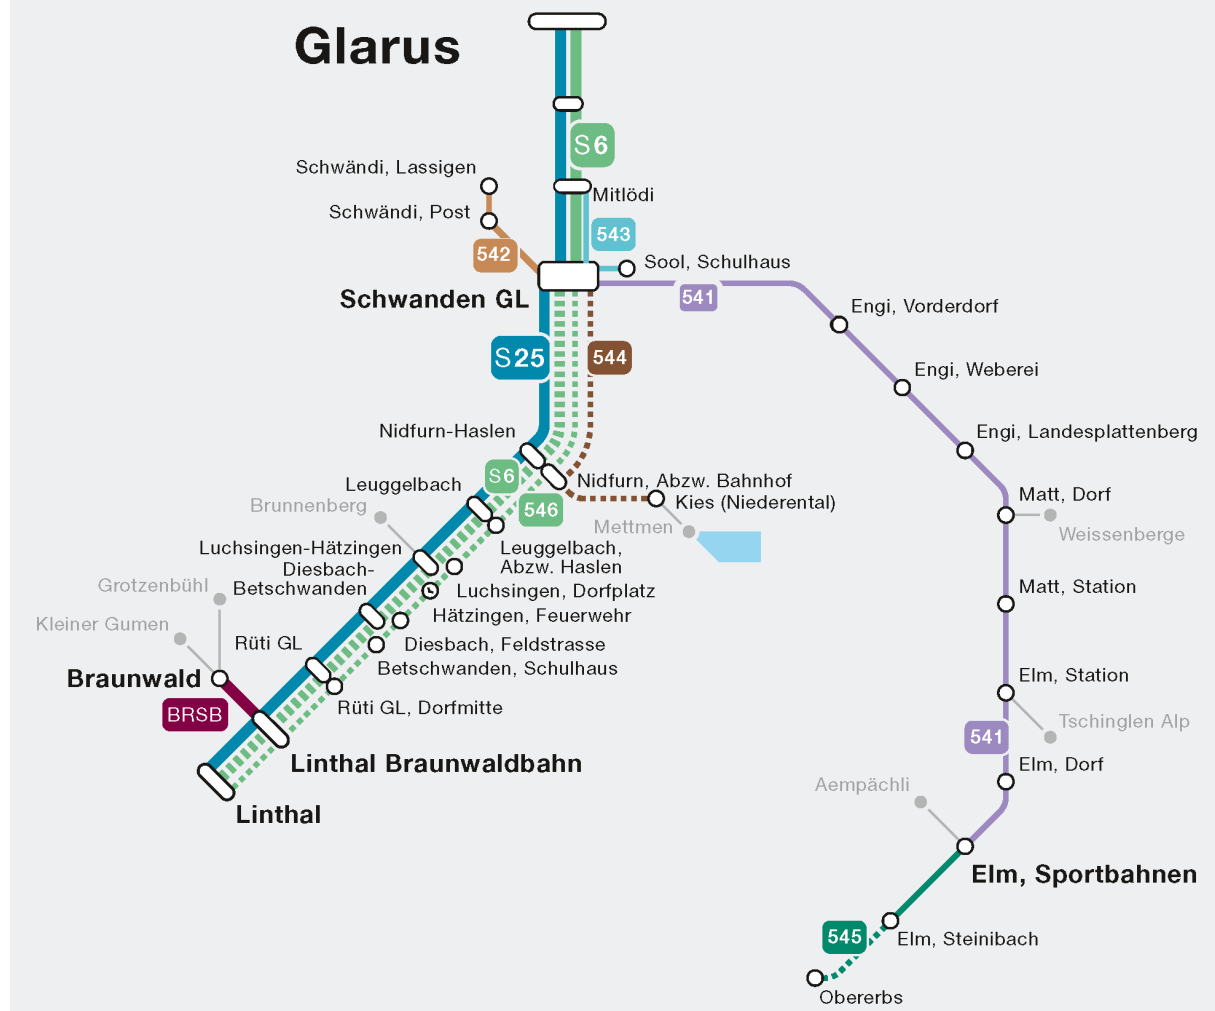 Glarus
S6
Schwändi, Lassigen
Mitlödi
Schwändi, Post
543
542
Sool, Schulhaus
Schwanden GL
541
Engi, Vorderdorf
S25
544
Engi, Weberei
Nidfurn-Haslen
Engi, Landesplattenberg
S6
Nidfurn, Abzw. Bahnhof
Leuggelbach
Kies (Niederental)
Matt, Dorf
Brunnenberg
546
Mettmen
Weissenberge
Luchsingen-Hätzingen
Leuggelbach,
Abzw. Haslen
Diesbach-
Betschwanden
Grotzenbühl
Luchsingen, Dorfplatz
Matt, Station
Hätzingen, Feuerwehr
Kleiner Gumen
Rüti GL
Diesbach, Feldstrasse
Betschwanden, Schulhaus
Braunwald
Elm, Station
BRSB
Rüti GL, Dorfmitte
Tschinglen Alp
541
Linthal Braunwaldbahn
Elm, Dorf
Aempächli
Linthal
Elm, Sportbahnen
545
Elm, Steinibach
Obererbs